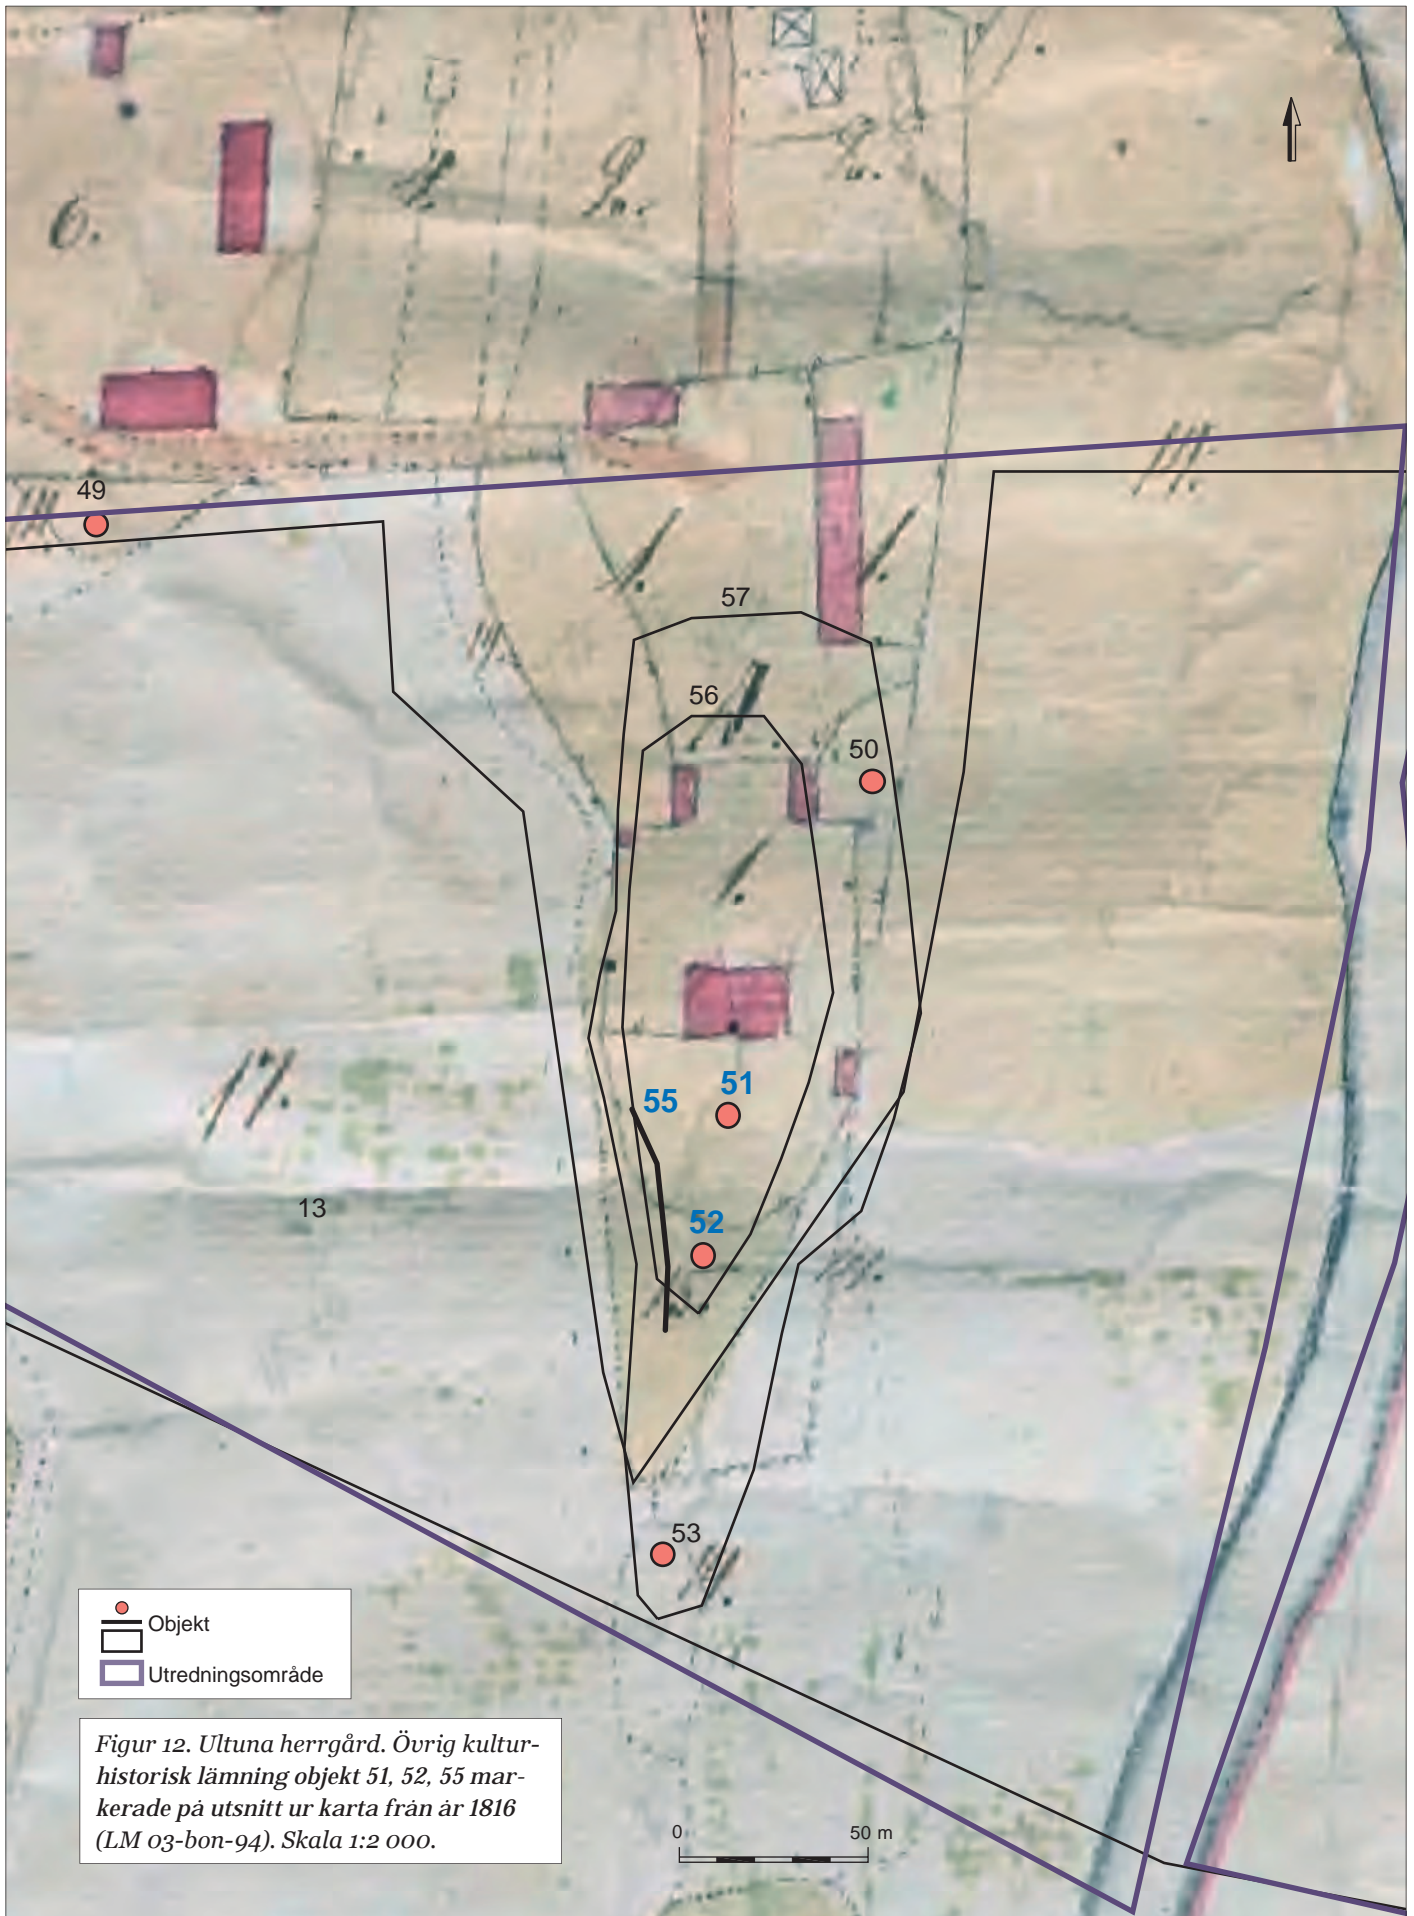 49
57
56
50
51
55
13
52
53
Objekt
Utredningsområde
Figur 12. Ultuna herrgård. Övrig kultur-
historisk lämning objekt 51, 52, 55 mar-
kerade på utsnitt ur karta från år 1816
(LM 03-bon-94). Skala 1:2 000.
0 50 m